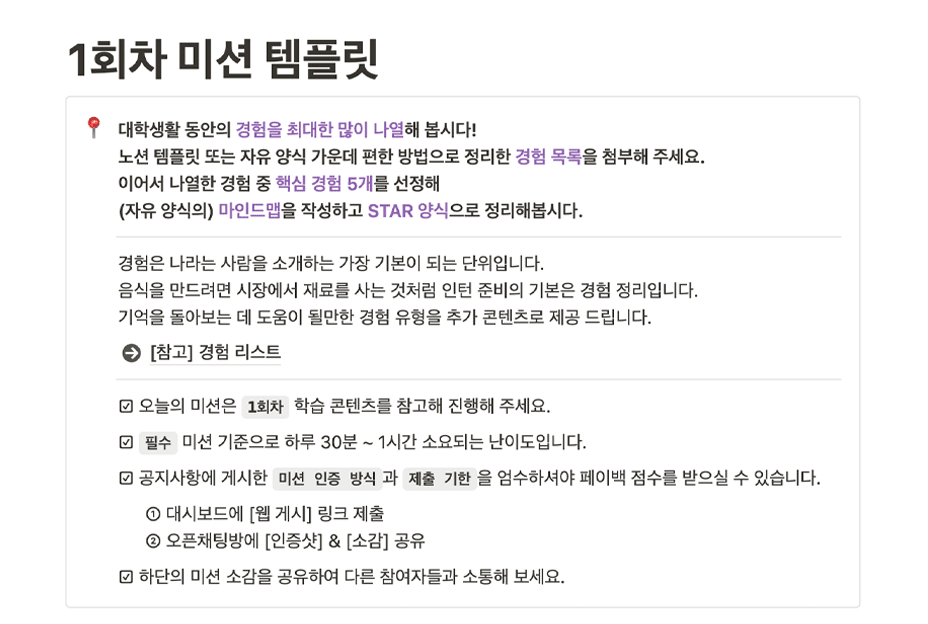 1회차 미션 템플릿
대학생활 동안의 경험을 최대한 많이 나열해 봅시다!
노션 템플릿 또는 자유 양식 가운데 편한 방법으로 정리한 경험 목록을 첨부해 주세요.
이어서 나열한 경험 중 핵심 경험 5개를 선정해
(자유 양식의) 마인드맵을 작성하고 STAR 양식으로 정리해봅시다.
경험은 나라는 사람을 소개하는 가장 기본이 되는 단위입니다.
음식을 만드려면 시장에서 재료를 사는 것처럼 인턴 준비의 기본은 경험 정리입니다.
기억을 돌아보는 데 도움이 될만한 경험 유형을 추가 콘텐츠로 제공 드립니다.
[참고] 경험 리스트
오늘의 미션은 1회차 학습 콘텐츠를 참고해 진행해 주세요.
필수 미션 기준으로 하루 30분 ~ 1시간 소요되는 난이도입니다.
공지사항에 게시한 미션 인증 방식과 제출 기한을 엄수하셔야 페이백 점수를 받으실 수 있습니다.
① 대시보드에 [웹 게시] 링크 제출
② 오픈채팅방에 [인증샷] & [소감] 공유
하단의 미션 소감을 공유하여 다른 참여자들과 소통해 보세요.